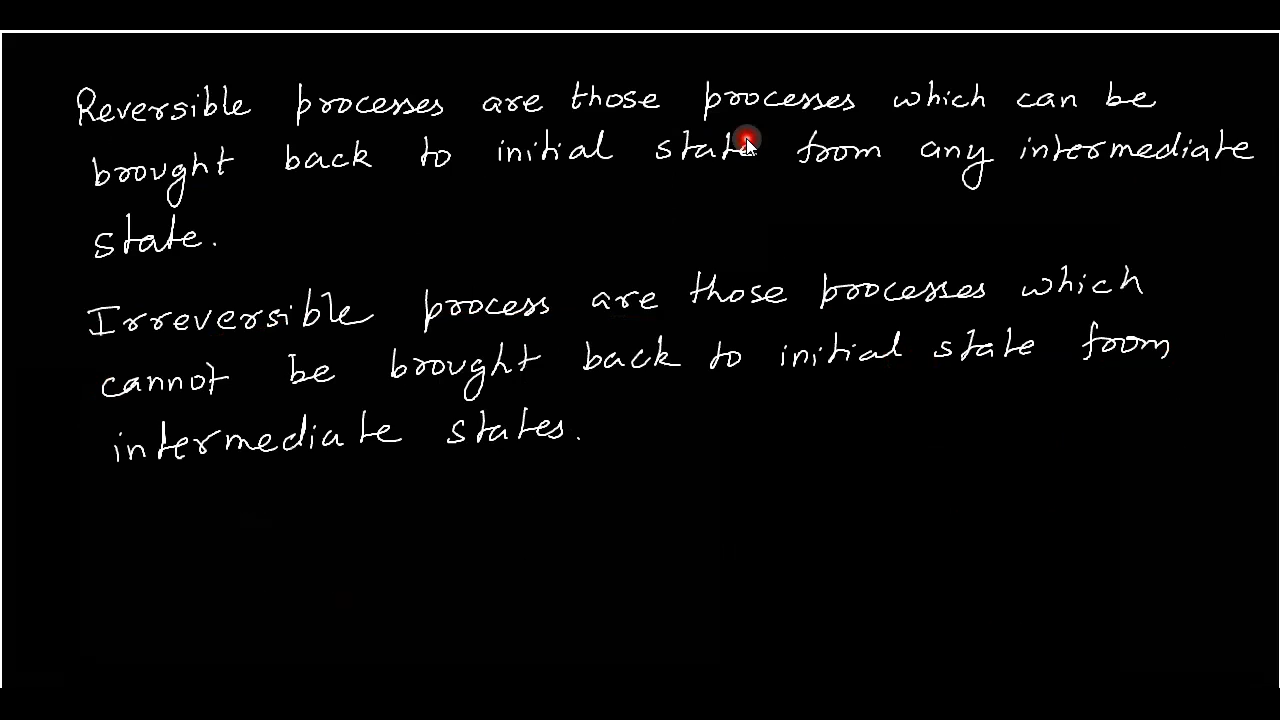 Reversible processes are those processes which can be
brought back to initial state from any intermediate
state.
Irreversible process are those processes which
cannot be brought back to initial state from
intermediate states.